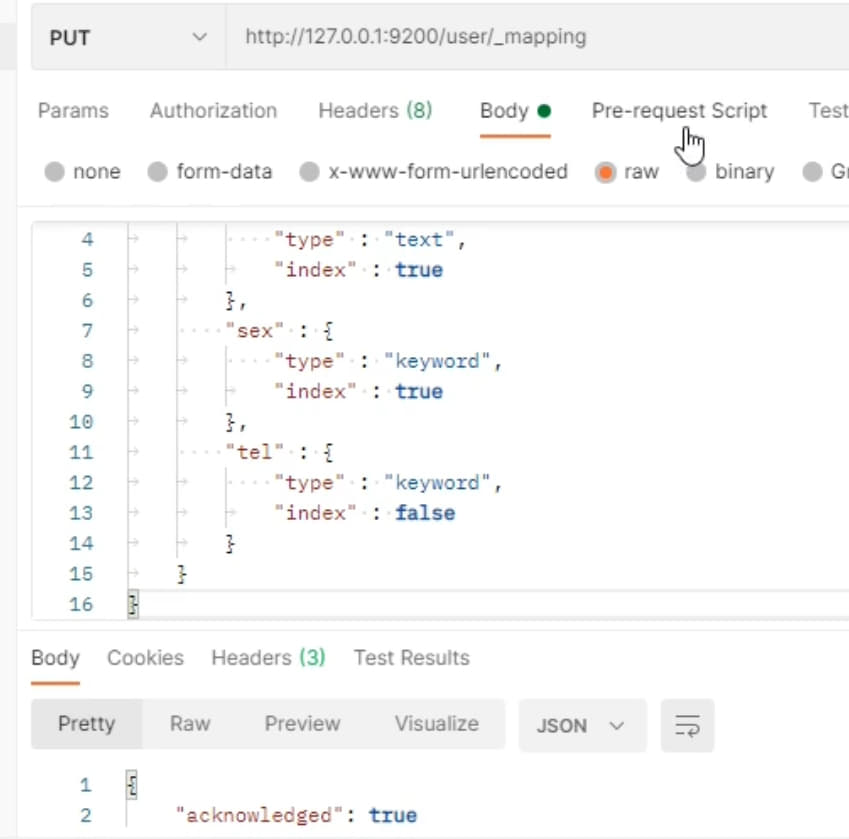 PUT http://127.0.0.1:9200/user/_mapping
Params Authorization Headers (8) Body Pre-request Script Test
none form-data x-www-form-urlencoded raw binary Gr
4 "type" : "text",
5 "index" : true
6 },
7 "sex" : {
8 "type" : "keyword",
9 "index" : true
10 },
11 "tel" : {
12 "type" : "keyword",
13 "index" : false
14 }
15 }
16 }
Body Cookies Headers (3) Test Results
Pretty Raw Preview Visualize JSON
1 {
2 "acknowledged": true